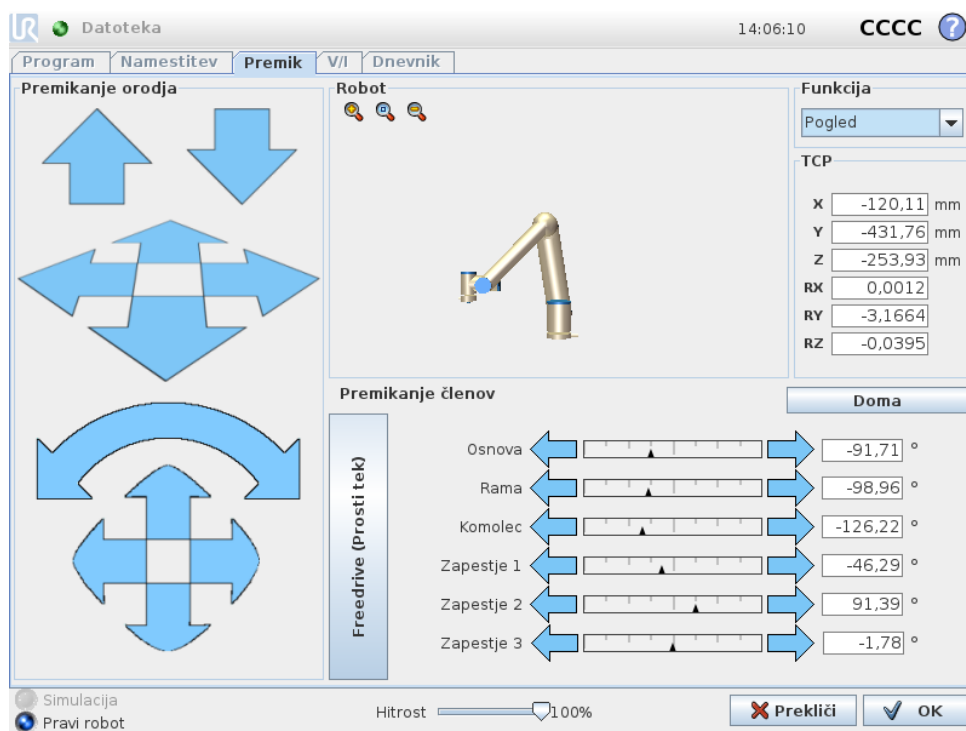 Datoteka 14:06:10 CCCC ?
Program Namestitev Premik V/I Dnevnik
Premikanje orodja
Robot
Funkcija
Pogled
TCP
X -120,11 mm
Y -431,76 mm
Z -253,93 mm
RX 0,0012
RY -3,1664
RZ -0,0395
Premikanje členov
Doma
Freedrive (Prosti tek)
Osnova -91,71 °
Rama -98,96 °
Komolec -126,22 °
Zapestje 1 -46,29 °
Zapestje 2 91,39 °
Zapestje 3 -1,78 °
Simulacija
Pravi robot
Hitrost 100%
Prekliči
OK